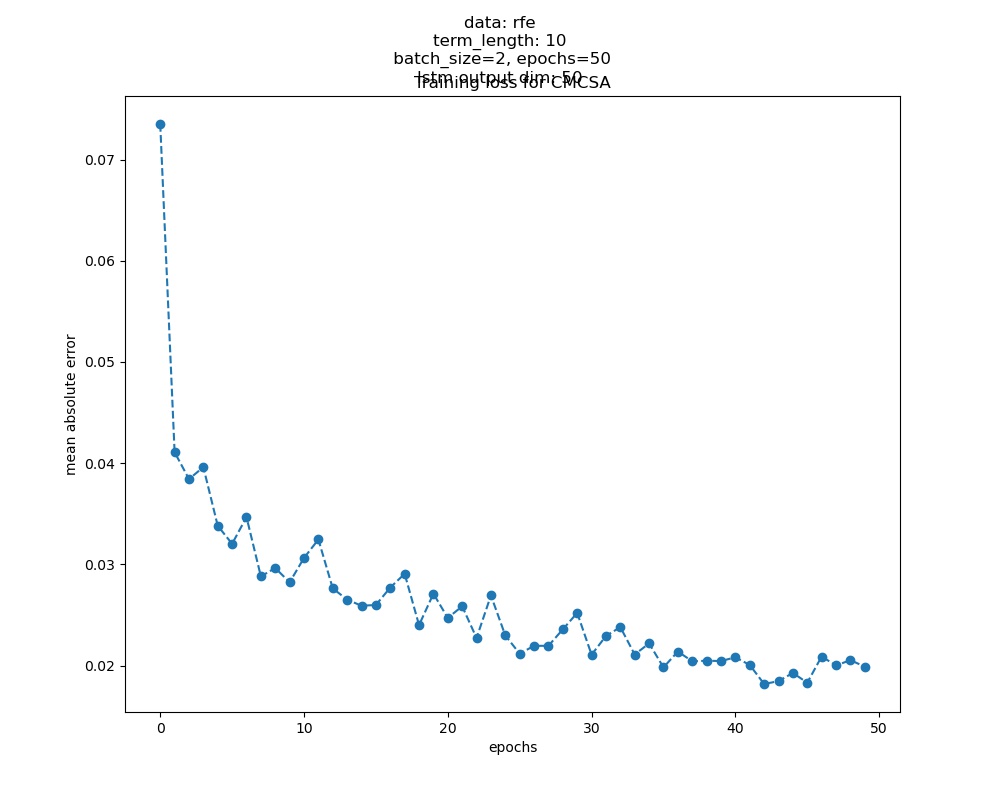 data: rfe
term_length: 10
batch_size=2, epochs=50
lstm output dim: 50
Training loss for CMCSA
0.07
0.06
0.05
0.04
0.03
0.02
mean absolute error
0 10 20 30 40 50
epochs